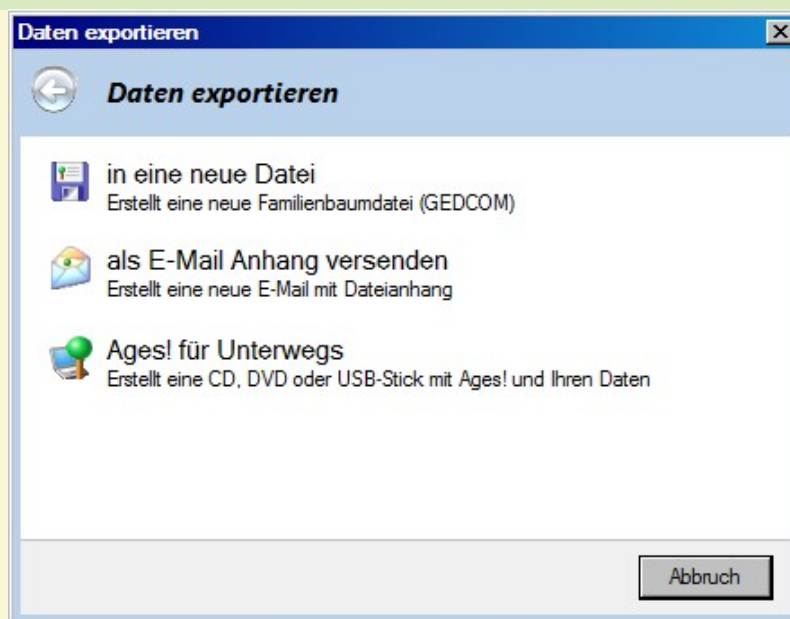 Daten exportieren
Daten exportieren
in eine neue Datei
Erstellt eine neue Familienbaumdatei (GEDCOM)
als E-Mail Anhang versenden
Erstellt eine neue E-Mail mit Dateianhang
Ages! für Unterwegs
Erstellt eine CD, DVD oder USB-Stick mit Ages! und Ihren Daten
Abbruch